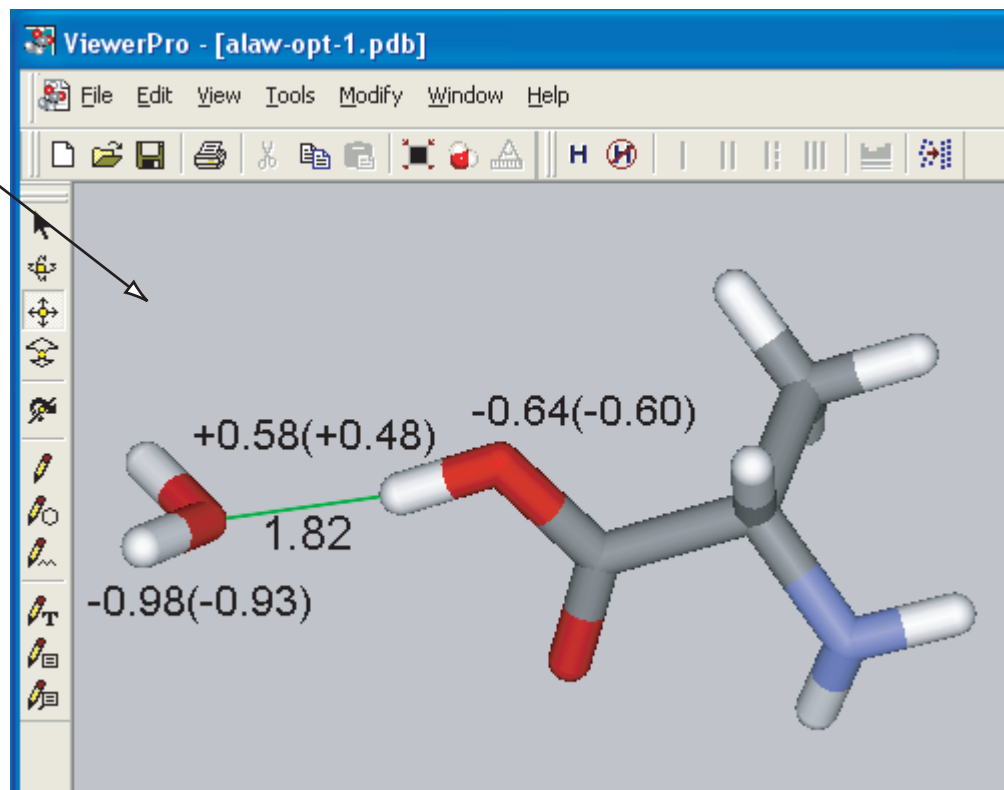 ViewerPro - [alaw-opt-1.pdb]
File Edit View Tools Modify Window Help
H H
-0.64(-0.60)
+0.58(+0.48)
1.82
-0.98(-0.93)
T